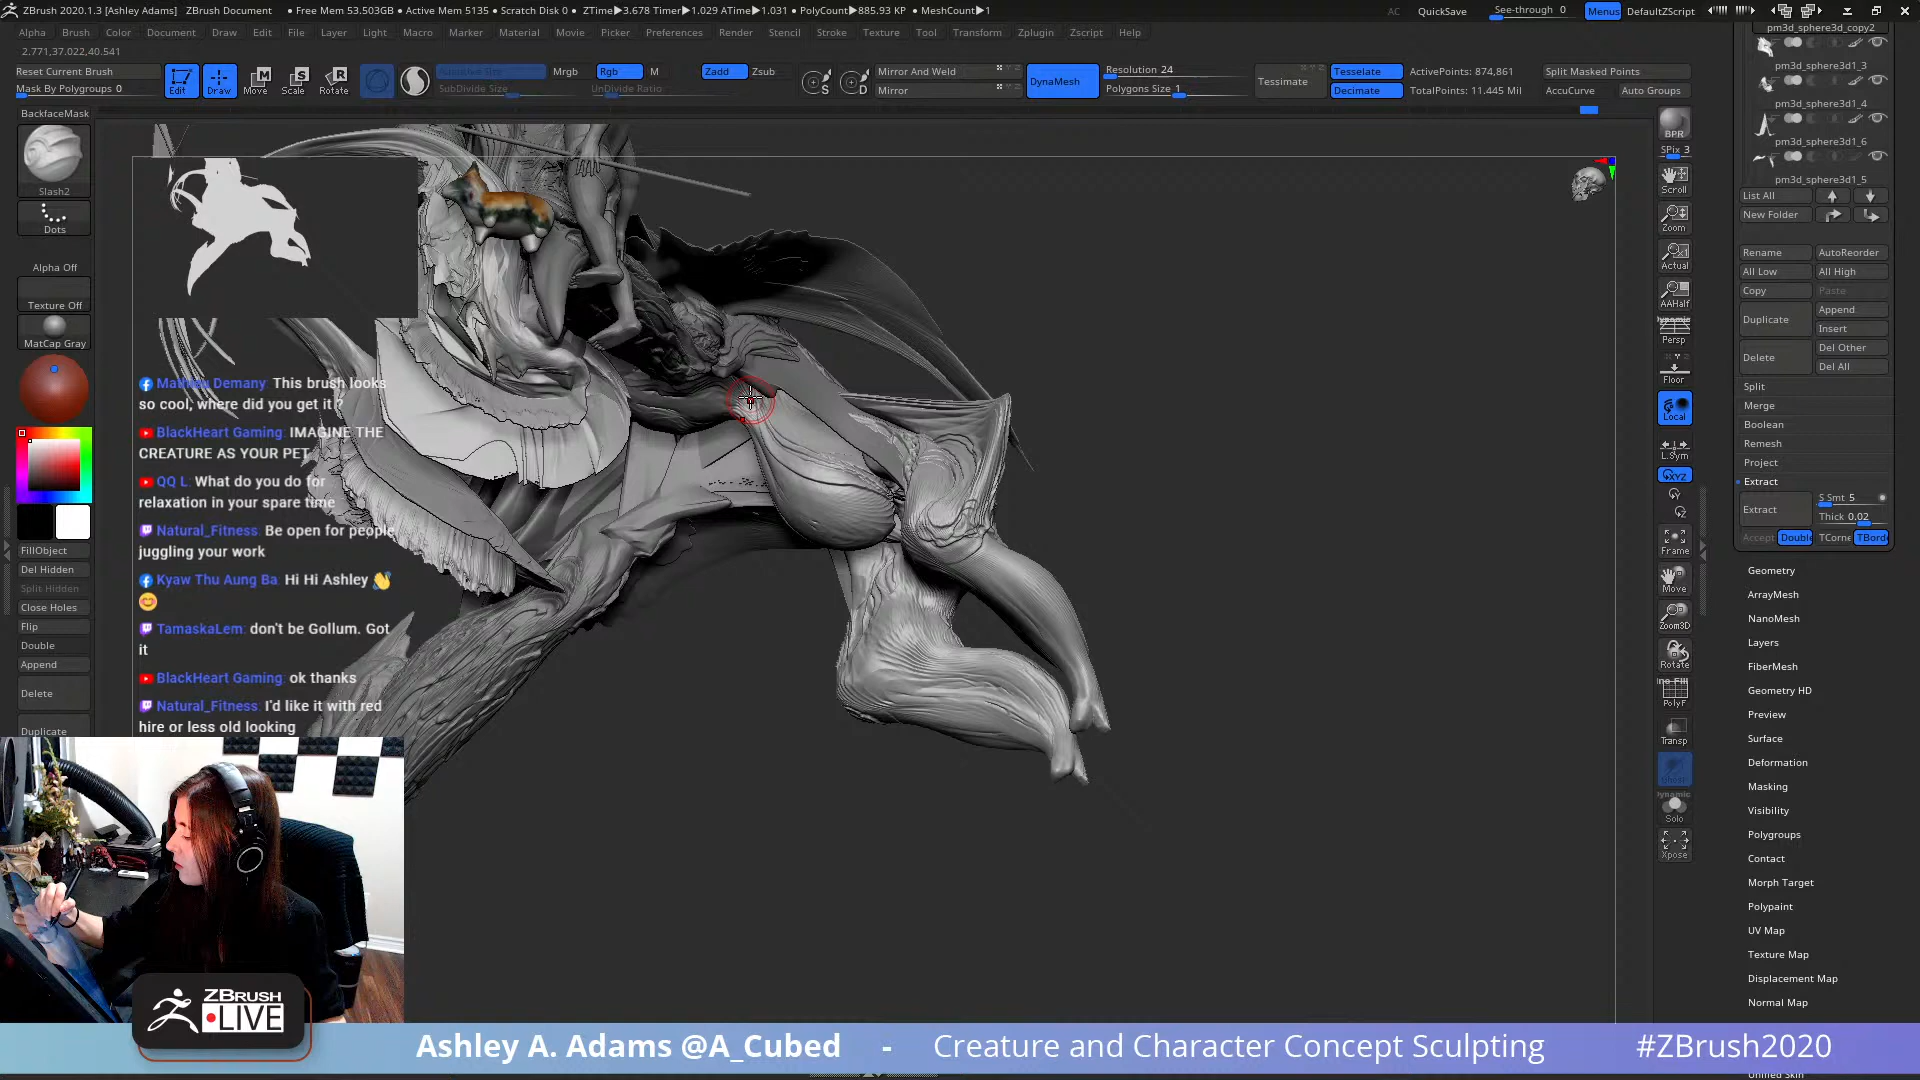 ZBrush 2020.1.3 [Ashley Adams] ZBrush Document • Free Mem 53.503GB • Active Mem 5135 • Scratch Disk 0 • ZTime▶3.678 Timer▶1.029 ATime▶1.031 • PolyCount▶885.93 KP • MeshCount▶1
AC QuickSave See-through 0 Menus DefaultZScript
Alpha Brush Color Document Draw Edit File Layer Light Macro Marker Material Movie Picker Preferences Render Stencil Stroke Texture Tool Transform Zplugin Zscript Help
2.771,37.022,40.541
Reset Current Brush
Mask By Polygroups 0
Edit Draw Move Scale Rotate
SubDivide Size
Mrgb Rgb M Zadd Zsub
UnDivide Ratio
Mirror And Weld
Mirror
DynaMesh
Resolution 24
Polygons Size 1
Tessimate
Tesselate
Decimate
ActivePoints: 874,861
TotalPoints: 11.445 Mil
Split Masked Points
AccuCurve Auto Groups
BackfaceMask
Slash2
Dots
Alpha Off
Texture Off
MatCap Gray
FillObject
Del Hidden
Split Hidden
Close Holes
Flip
Double
Append
Delete
Duplicate
Mathieu Demany: This brush looks
so cool, where did you get it ?
BlackHeart Gaming: IMAGINE THE
CREATURE AS YOUR PET
QQ L: What do you do for
relaxation in your spare time
Natural_Fitness: Be open for people
juggling your work
Kyaw Thu Aung Ba: Hi Hi Ashley 👋
😊
TamaskaLem: don't be Gollum. Got
it
BlackHeart Gaming: ok thanks
Natural_Fitness: I'd like it with red
hire or less old looking
BPR
SPix 3
Scroll
Zoom
Actual
AAHalf
Dynamic
Persp
Floor
Local
L.Sym
XYZ
Frame
Move
Zoom3D
Rotate
PolyF
Transp
Ghost
Dynamic
Solo
Xpose
pm3d_sphere3d_copy2
pm3d_sphere3d1_3
pm3d_sphere3d1_4
pm3d_sphere3d1_6
pm3d_sphere3d1_5
List All
New Folder
Rename AutoReorder
All Low All High
Copy Paste
Duplicate Append
Insert
Delete Del Other
Del All
Split
Merge
Boolean
Remesh
Project
Extract
Extract S Smt 5
Thick 0.02
Accept Double TCorne TBord
Geometry
ArrayMesh
NanoMesh
Layers
FiberMesh
Geometry HD
Preview
Surface
Deformation
Masking
Visibility
Polygroups
Contact
Morph Target
Polypaint
UV Map
Texture Map
Displacement Map
Normal Map
Unified Skin
ZBRUSH
LIVE
Ashley A. Adams @A_Cubed - Creature and Character Concept Sculpting #ZBrush2020